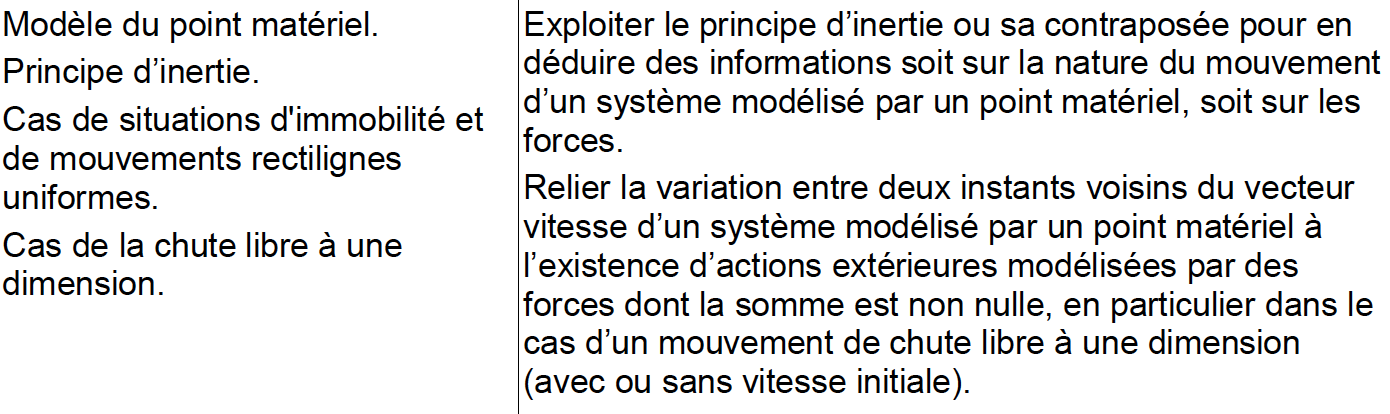 Modèle du point matériel.
Principe d’inertie.
Cas de situations d'immobilité et
de mouvements rectilignes
uniformes.
Cas de la chute libre à une
dimension.
Exploiter le principe d’inertie ou sa contraposée pour en
déduire des informations soit sur la nature du mouvement
d’un système modélisé par un point matériel, soit sur les
forces.
Relier la variation entre deux instants voisins du vecteur
vitesse d’un système modélisé par un point matériel à
l’existence d’actions extérieures modélisées par des
forces dont la somme est non nulle, en particulier dans le
cas d’un mouvement de chute libre à une dimension
(avec ou sans vitesse initiale).